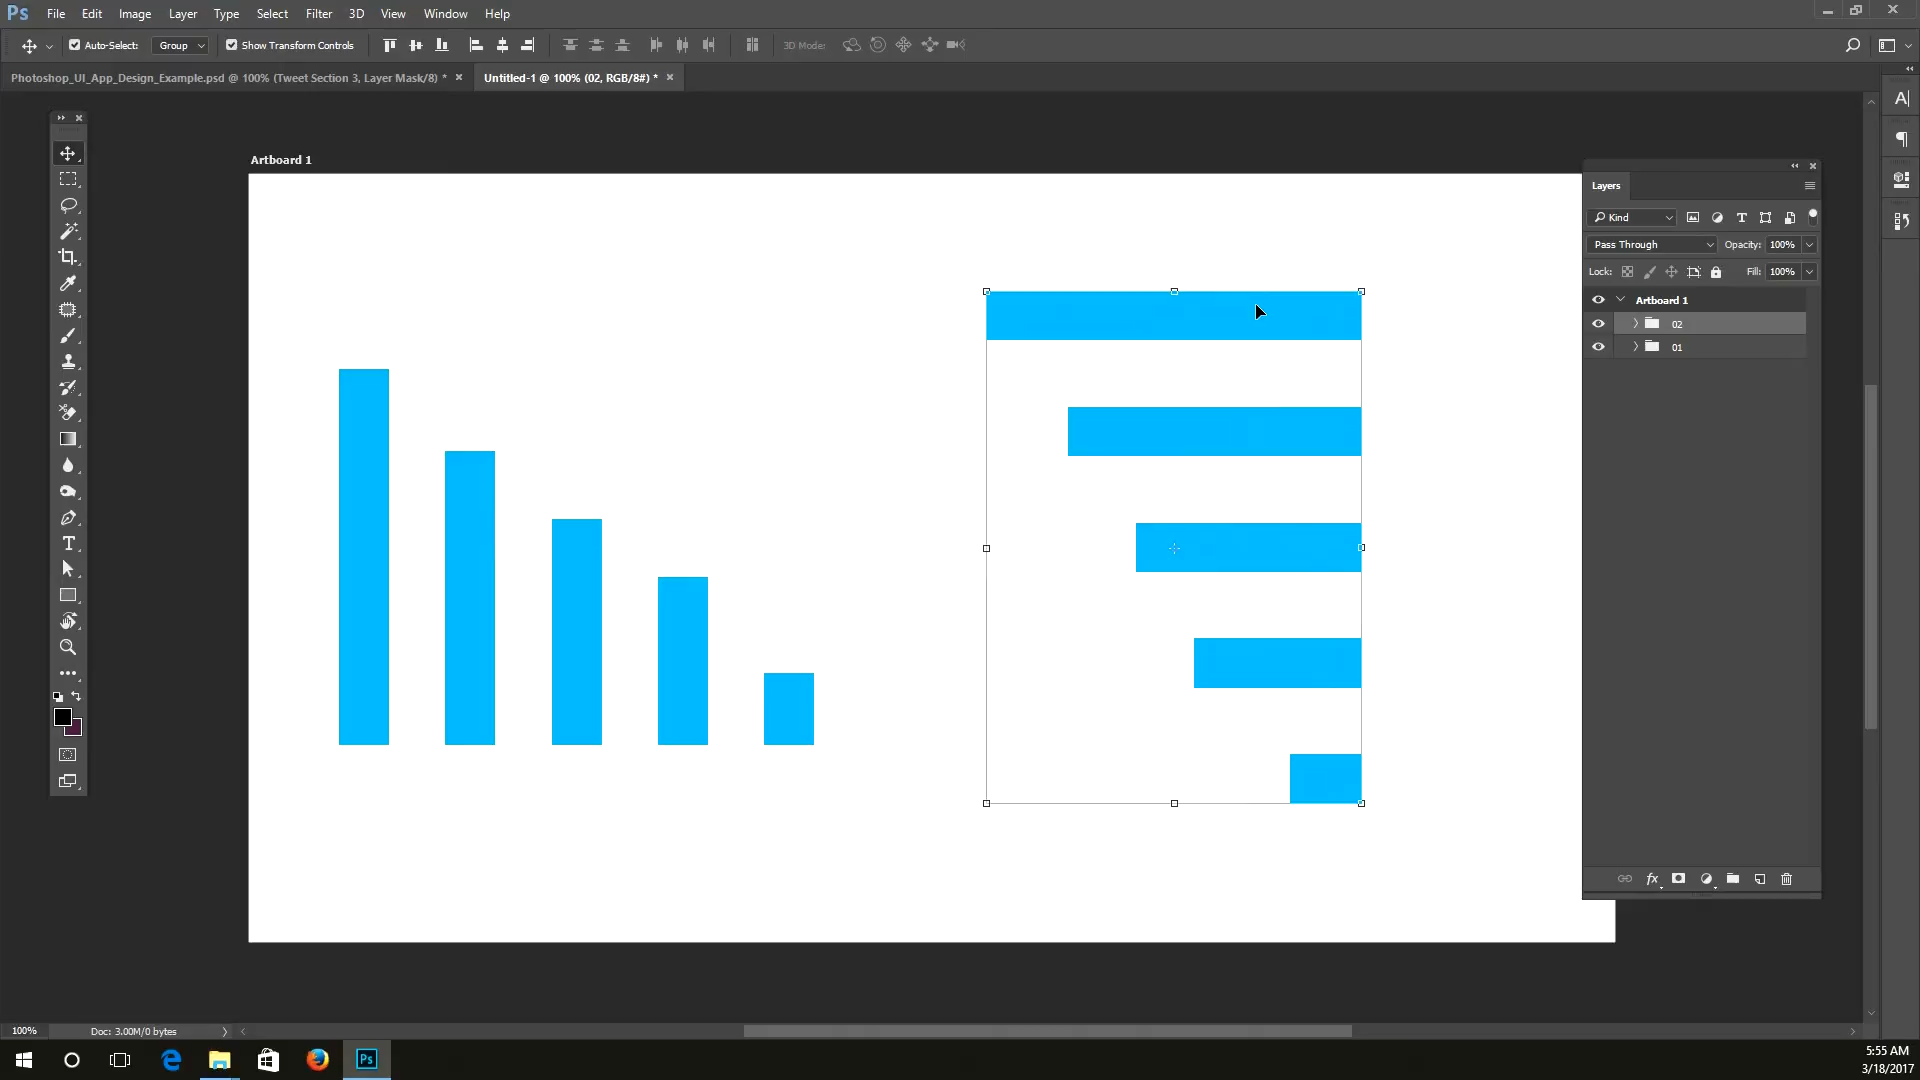 Ps File Edit Image Layer Type Select Filter 3D View Window Help
Auto-Select: Group Show Transform Controls 3D Mode:
Photoshop_UI_App_Design_Example.psd @ 100% (Tweet Section 3, Layer Mask/8) * × Untitled-1 @ 100% (02, RGB/8#) * ×
Artboard 1
Layers
Kind
Pass Through Opacity: 100%
Lock: Fill: 100%
Artboard 1
02
01
fx
100% Doc: 3.00M/0 bytes
Ps
5:55 AM
3/18/2017